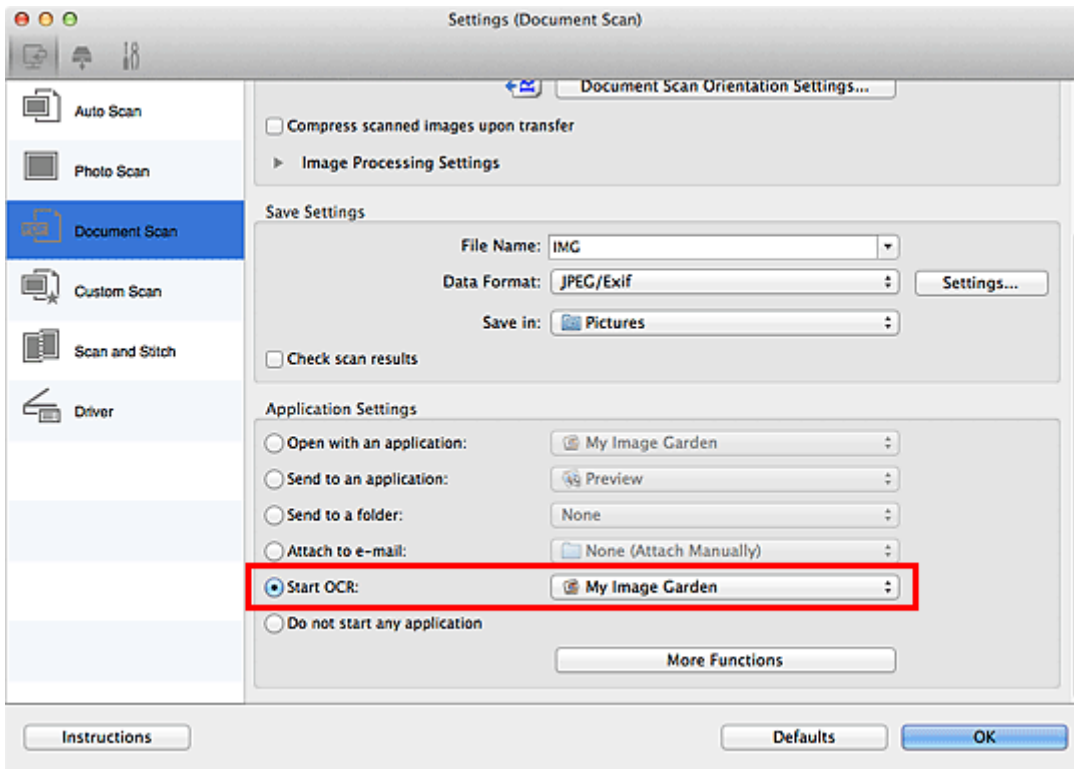 Settings (Document Scan)
Auto Scan
Photo Scan
Document Scan
Custom Scan
Scan and Stitch
Driver
Document Scan Orientation Settings...
Compress scanned images upon transfer
Image Processing Settings
Save Settings
File Name: IMG
Data Format: JPEG/Exif Settings...
Save in: Pictures
Check scan results
Application Settings
Open with an application: My Image Garden
Send to an application: Preview
Send to a folder: None
Attach to e-mail: None (Attach Manually)
Start OCR: My Image Garden
Do not start any application
More Functions
Instructions Defaults OK